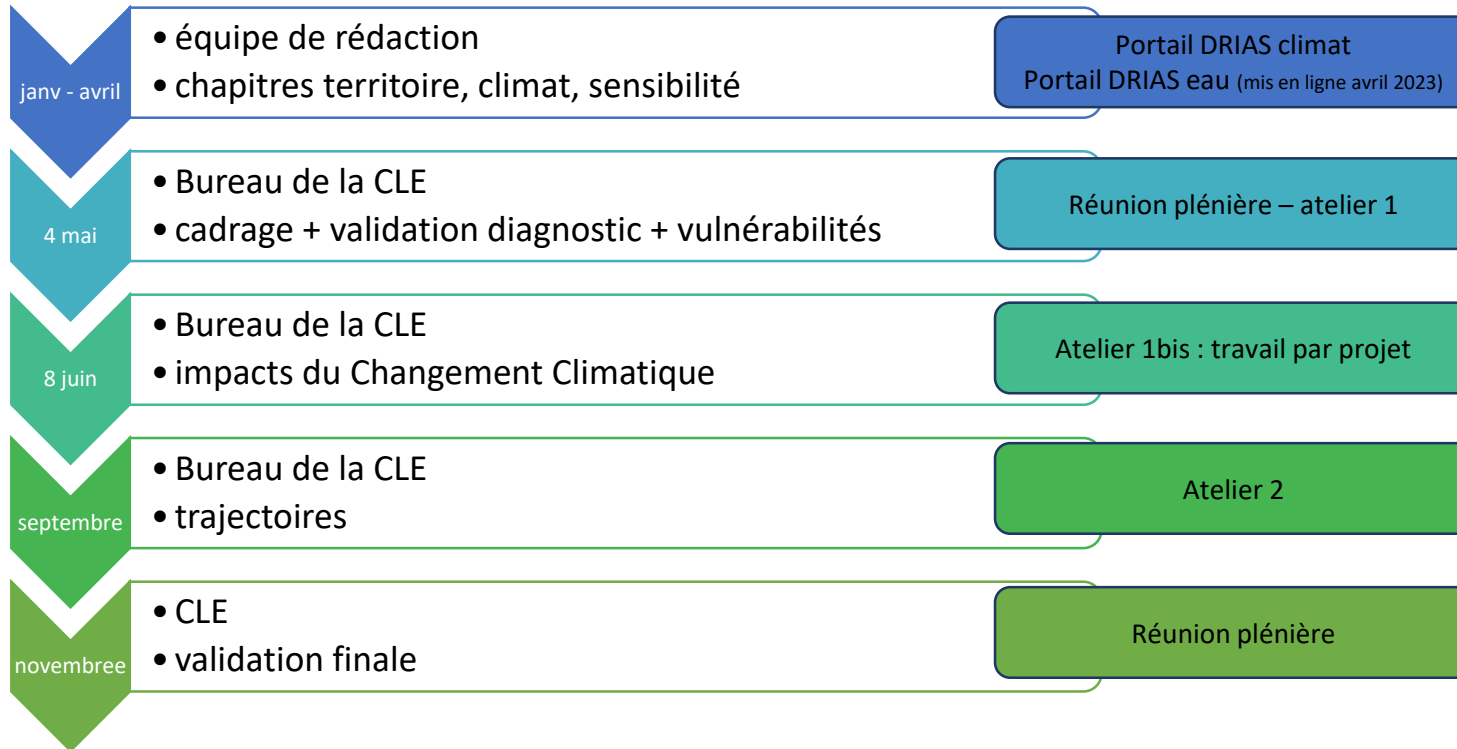 janv - avril
• équipe de rédaction
• chapitres territoire, climat, sensibilité
Portail DRIAS climat
Portail DRIAS eau (mis en ligne avril 2023)
4 mai
• Bureau de la CLE
• cadrage + validation diagnostic + vulnérabilités
Réunion plénière – atelier 1
8 juin
• Bureau de la CLE
• impacts du Changement Climatique
Atelier 1bis : travail par projet
septembre
• Bureau de la CLE
• trajectoires
Atelier 2
novembree
• CLE
• validation finale
Réunion plénière